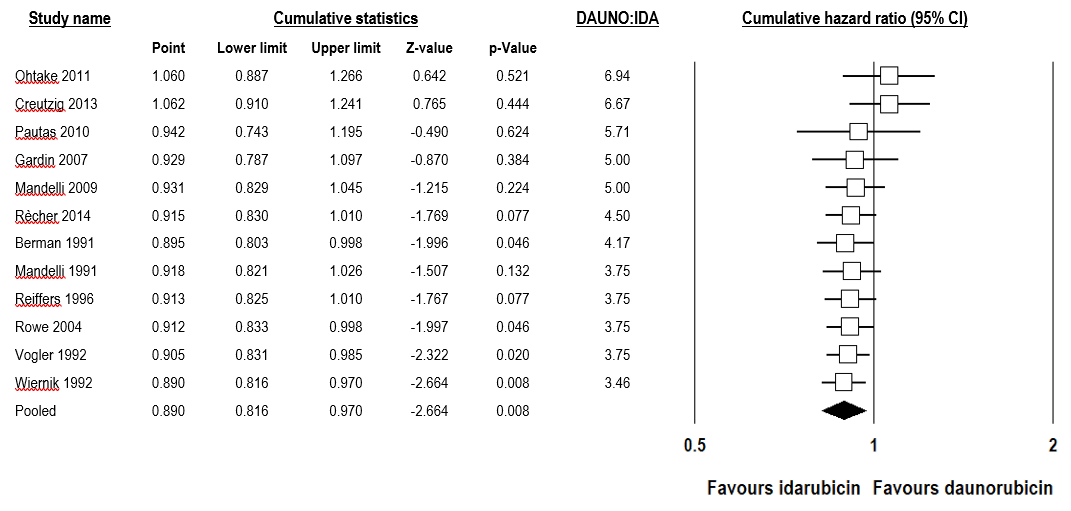 Study name Cumulative statistics DAUNO:IDA Cumulative hazard ratio (95% CI)
Point Lower limit Upper limit Z-value p-Value
Ohtake 2011 1.060 0.887 1.266 0.642 0.521 6.94
Creutzig 2013 1.062 0.910 1.241 0.765 0.444 6.67
Pautas 2010 0.942 0.743 1.195 -0.490 0.624 5.71
Gardin 2007 0.929 0.787 1.097 -0.870 0.384 5.00
Mandelli 2009 0.931 0.829 1.045 -1.215 0.224 5.00
Rècher 2014 0.915 0.830 1.010 -1.769 0.077 4.50
Berman 1991 0.895 0.803 0.998 -1.996 0.046 4.17
Mandelli 1991 0.918 0.821 1.026 -1.507 0.132 3.75
Reiffers 1996 0.913 0.825 1.010 -1.767 0.077 3.75
Rowe 2004 0.912 0.833 0.998 -1.997 0.046 3.75
Vogler 1992 0.905 0.831 0.985 -2.322 0.020 3.75
Wiernik 1992 0.890 0.816 0.970 -2.664 0.008 3.46
Pooled 0.890 0.816 0.970 -2.664 0.008
0.5 1 2
Favours idarubicin Favours daunorubicin